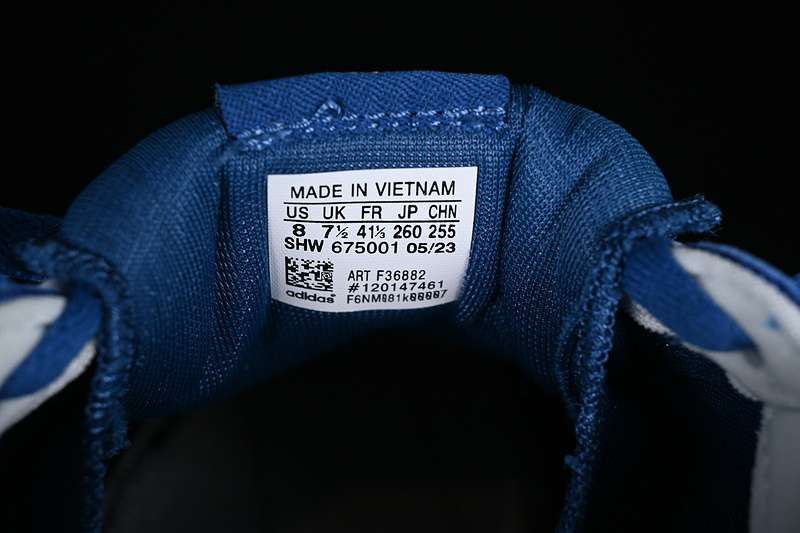 MADE IN VIETNAM
US UK FR JP CHN
8 7½ 41⅓ 260 255
SHW 675001 05/23
ART F36882
#120147461
adidas F6NM081k00007